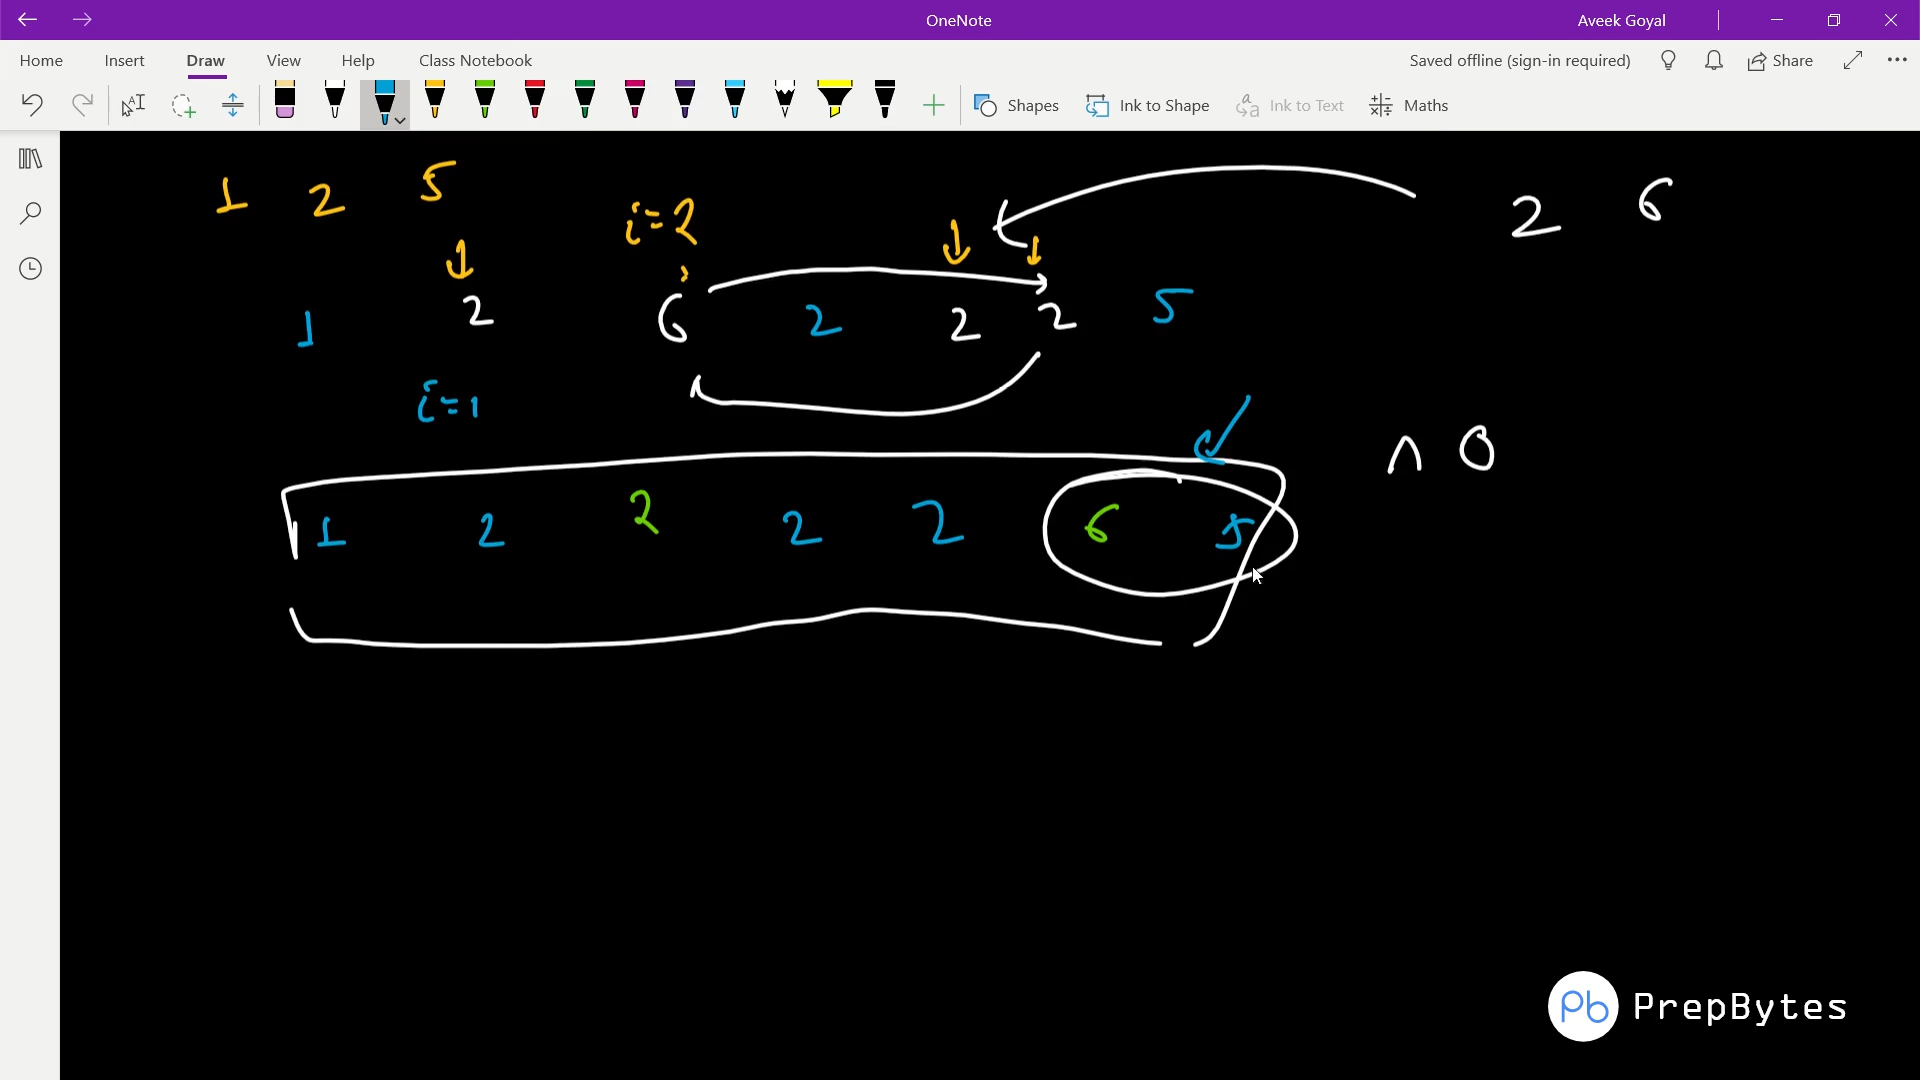 OneNote
Aveek Goyal
Home Insert Draw View Help Class Notebook
Saved offline (sign-in required) Share
Shapes Ink to Shape Ink to Text Maths
1 2 5
i=2
2 6
1 2 6 2 2 2 5
i=1
1 2 2 2 2 6 5
Pb PrepBytes